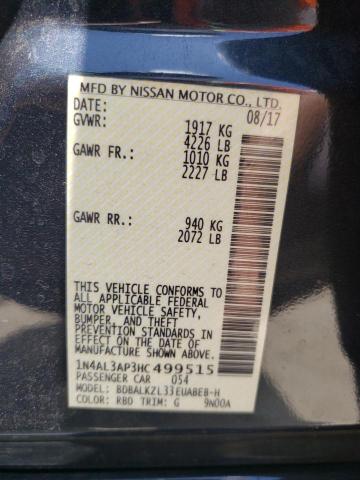 MFD BY NISSAN MOTOR CO., LTD.
DATE: 08/17
GVWR: 1917 KG
4226 LB
GAWR FR: 1010 KG
2227 LB
GAWR RR: 940 KG
2072 LB
THIS VEHICLE CONFORMS TO
ALL APPLICABLE FEDERAL
MOTOR VEHICLE SAFETY,
BUMPER, AND THEFT
PREVENTION STANDARDS IN
EFFECT ON THE DATE OF
MANUFACTURE SHOWN ABOVE.
1N4AL3AP3HC499515
PASSENGER CAR 054
MODEL: BDBALKZL33EUABEB-H
COLOR: RBD TRIM: G 9N00A